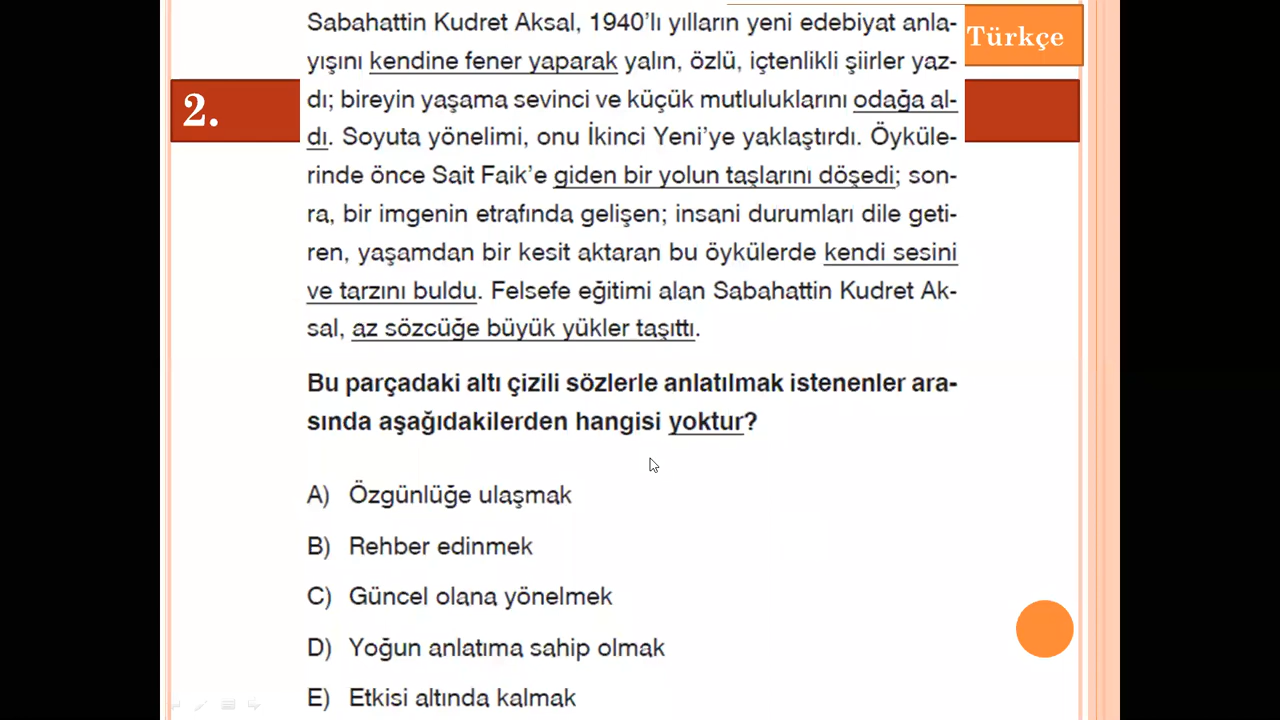 Türkçe
2.
Sabahattin Kudret Aksal, 1940’lı yılların yeni edebiyat anla-
yışını kendine fener yaparak yalın, özlü, içtenlikli şiirler yaz-
dı; bireyin yaşama sevinci ve küçük mutluluklarını odağa al-
dı. Soyuta yönelimi, onu İkinci Yeni’ye yaklaştırdı. Öyküle-
rinde önce Sait Faik’e giden bir yolun taşlarını döşedi; son-
ra, bir imgenin etrafında gelişen; insani durumları dile geti-
ren, yaşamdan bir kesit aktaran bu öykülerde kendi sesini
ve tarzını buldu. Felsefe eğitimi alan Sabahattin Kudret Ak-
sal, az sözcüğe büyük yükler taşıttı.
Bu parçadaki altı çizili sözlerle anlatılmak istenenler ara-
sında aşağıdakilerden hangisi yoktur?
A) Özgünlüğe ulaşmak
B) Rehber edinmek
C) Güncel olana yönelmek
D) Yoğun anlatıma sahip olmak
E) Etkisi altında kalmak